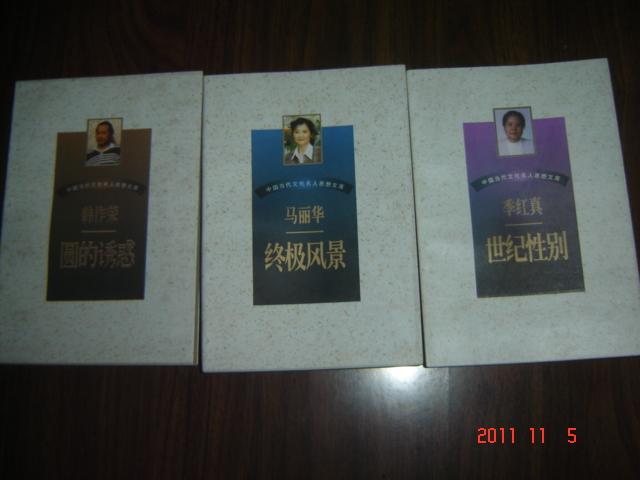 中国当代文化名人思想文库
韩作荣
圆的诱惑
中国当代文化名人思想文库
马丽华
终极风景
中国当代文化名人思想文库
季红真
世纪性别
2011 11 5